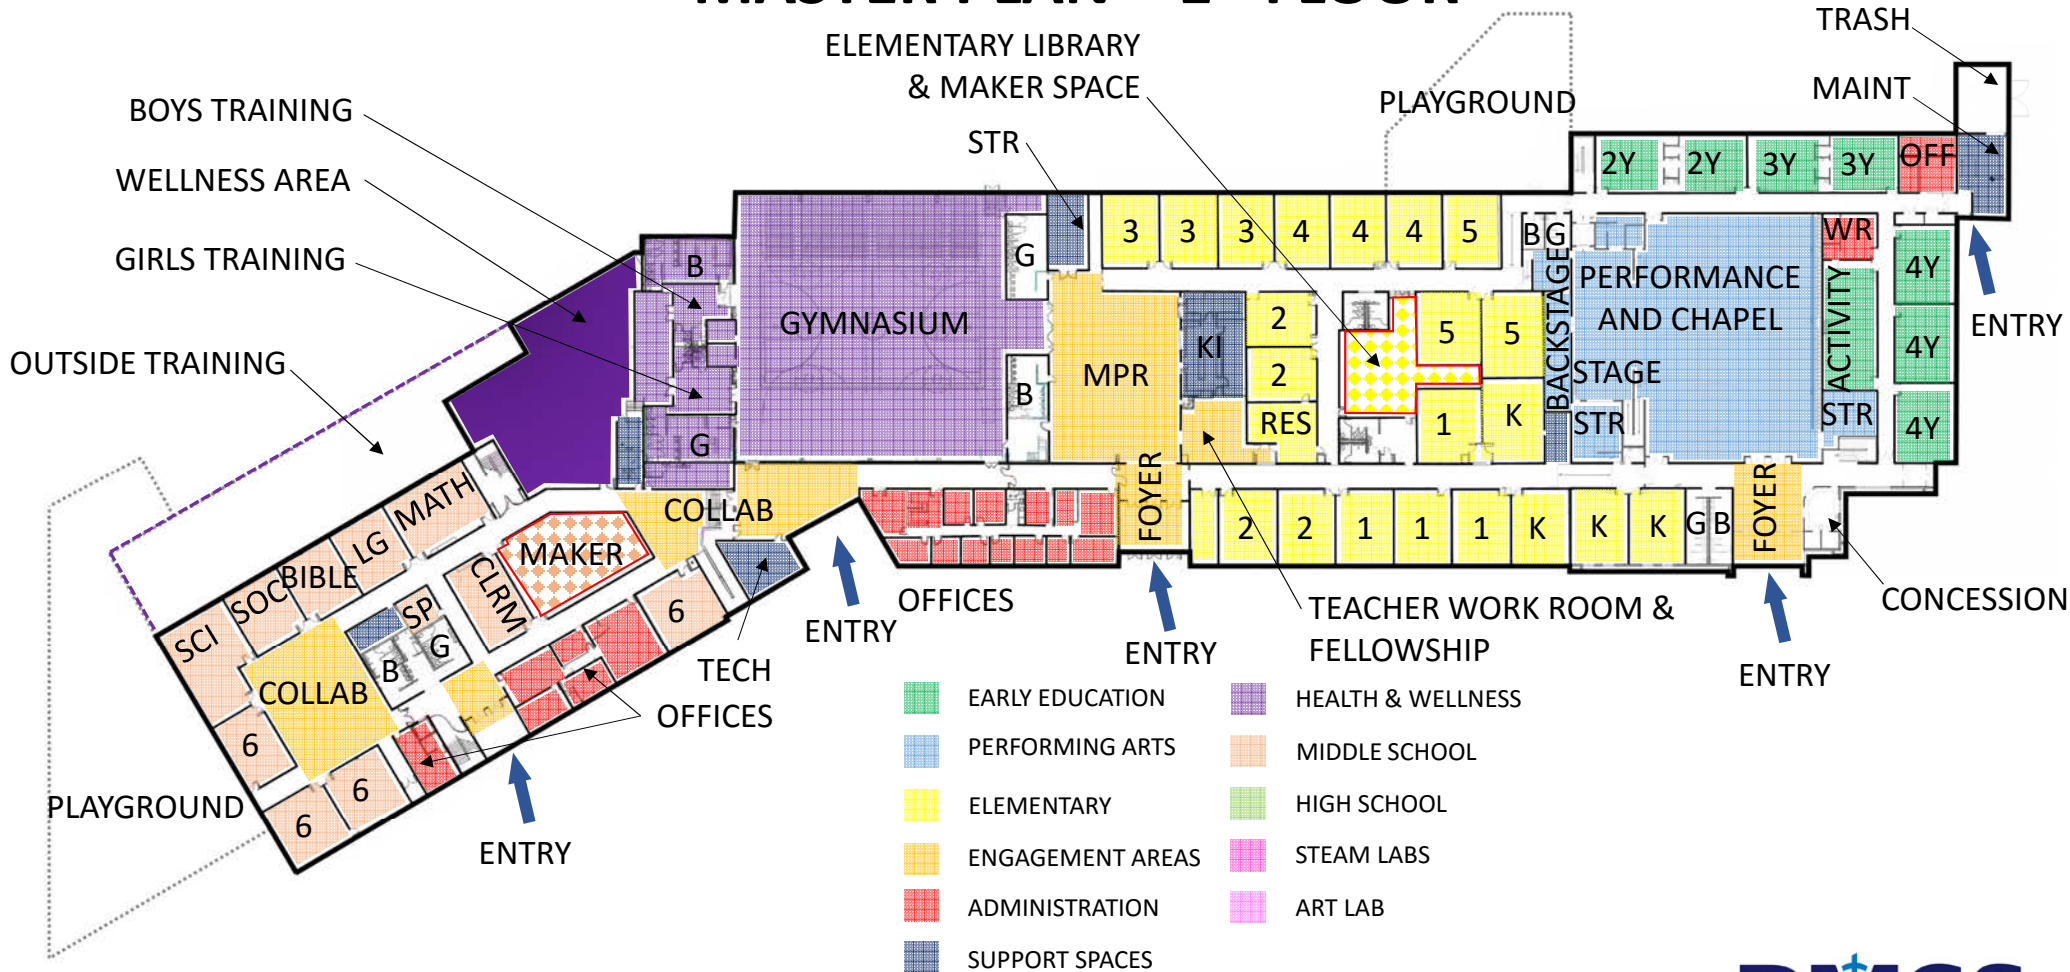 MASTER PLAN
FLOOR
ELEMENTARY LIBRARY
& MAKER SPACE
TRASH
MAINT
PLAYGROUND
BOYS TRAINING
STR
WELLNESS AREA
GIRLS TRAINING
OUTSIDE TRAINING
2Y
2Y
3Y
3Y
OFF
3
3
3
4
4
4
5
B
G
WR
4Y
B
G
GYMNASIUM
MPR
KI
2
2
RES
5
5
1
K
BACKSTAGE
PERFORMANCE
AND CHAPEL
STAGE
STR
ACTIVITY
STR
4Y
4Y
ENTRY
B
G
COLLAB
FOYER
2
2
1
1
1
K
K
K
G
B
FOYER
MATH
LG
BIBLE
SOC
SCI
MAKER
CLRM
SP
G
B
COLLAB
6
6
6
6
TECH
OFFICES
OFFICES
ENTRY
ENTRY
TEACHER WORK ROOM &
FELLOWSHIP
CONCESSION
ENTRY
PLAYGROUND
ENTRY
EARLY EDUCATION
PERFORMING ARTS
ELEMENTARY
ENGAGEMENT AREAS
ADMINISTRATION
SUPPORT SPACES
HEALTH & WELLNESS
MIDDLE SCHOOL
HIGH SCHOOL
STEAM LABS
ART LAB